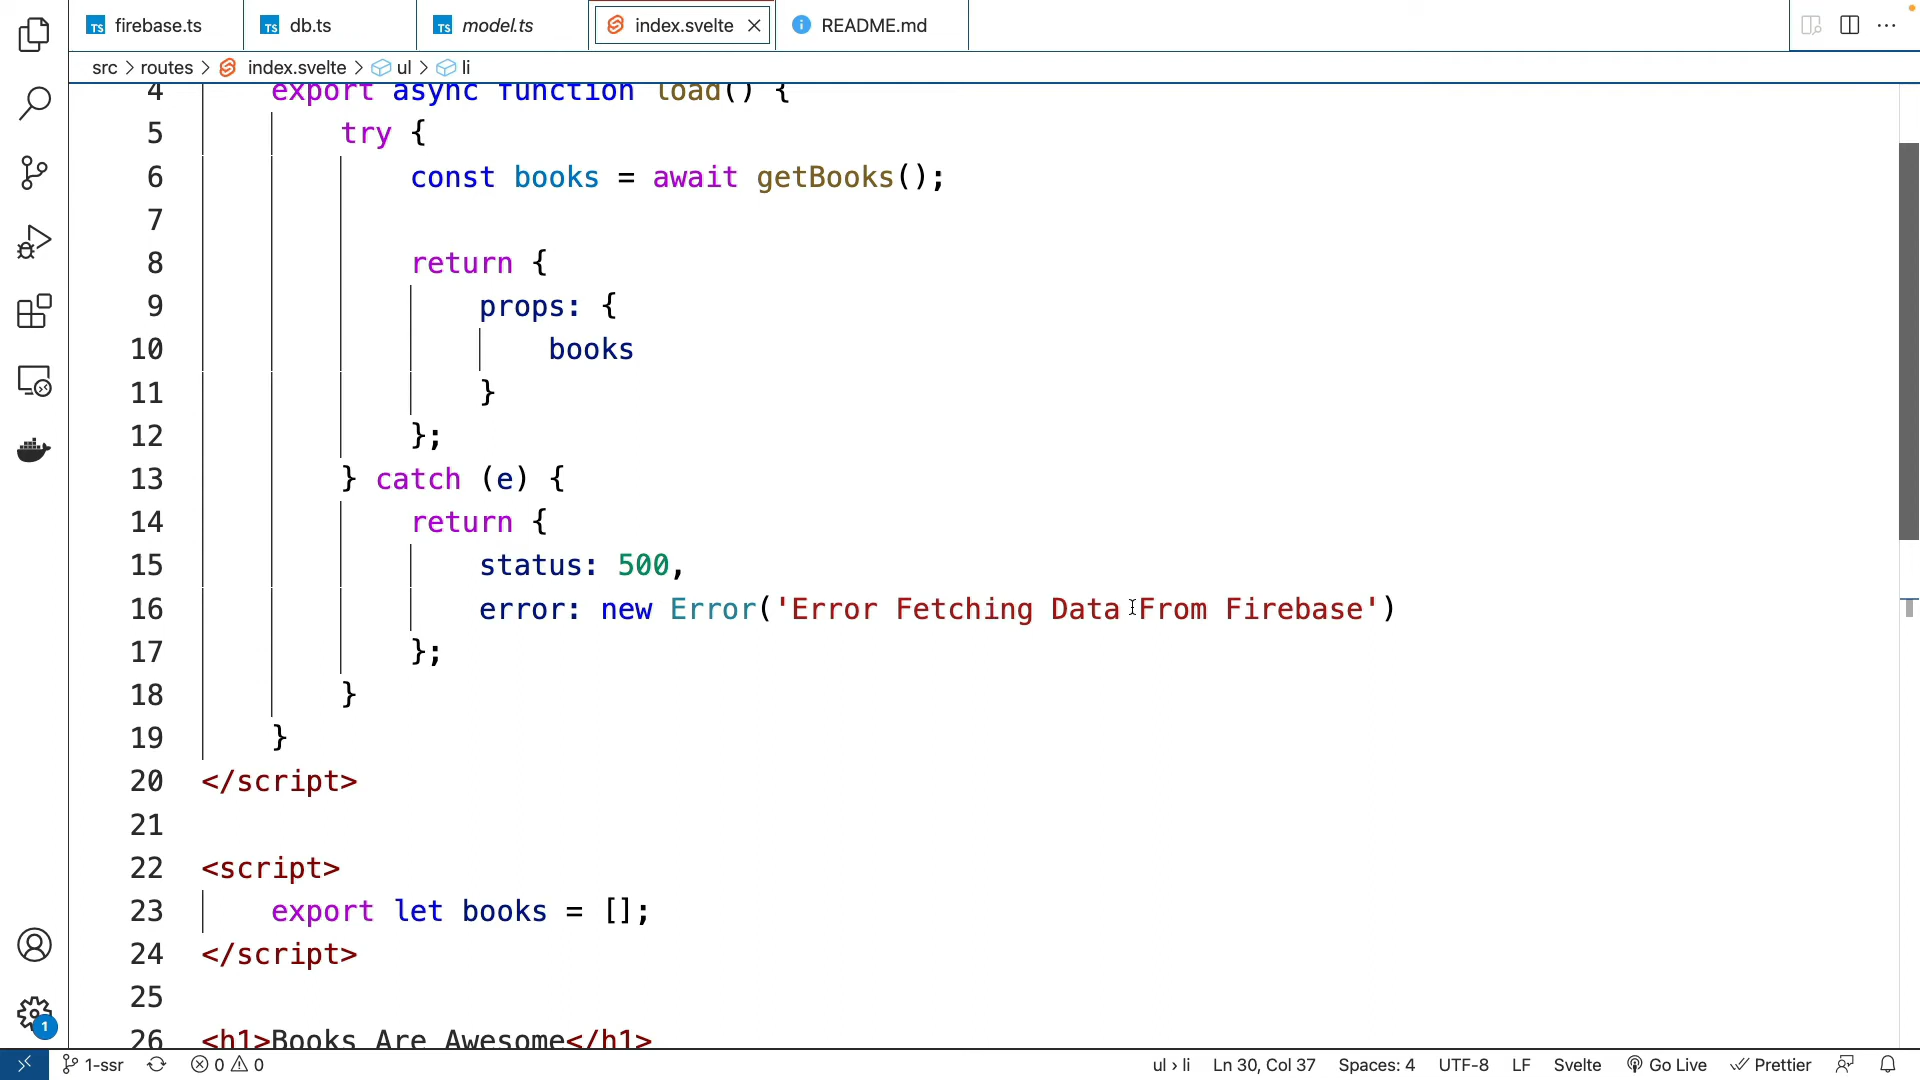 firebase.ts db.ts model.ts index.svelte README.md
src > routes > index.svelte > ul > li
4 export async function load() {
5 try {
6 const books = await getBooks();
7
8 return {
9 props: {
10 books
11 }
12 };
13 } catch (e) {
14 return {
15 status: 500,
16 error: new Error('Error Fetching Data From Firebase')
17 };
18 }
19 }
20 </script>
21
22 <script>
23 export let books = [];
24 </script>
25
26 <h1>Books Are Awesome</h1>
1
1-ssr 0 0 ul › li Ln 30, Col 37 Spaces: 4 UTF-8 LF Svelte Go Live Prettier